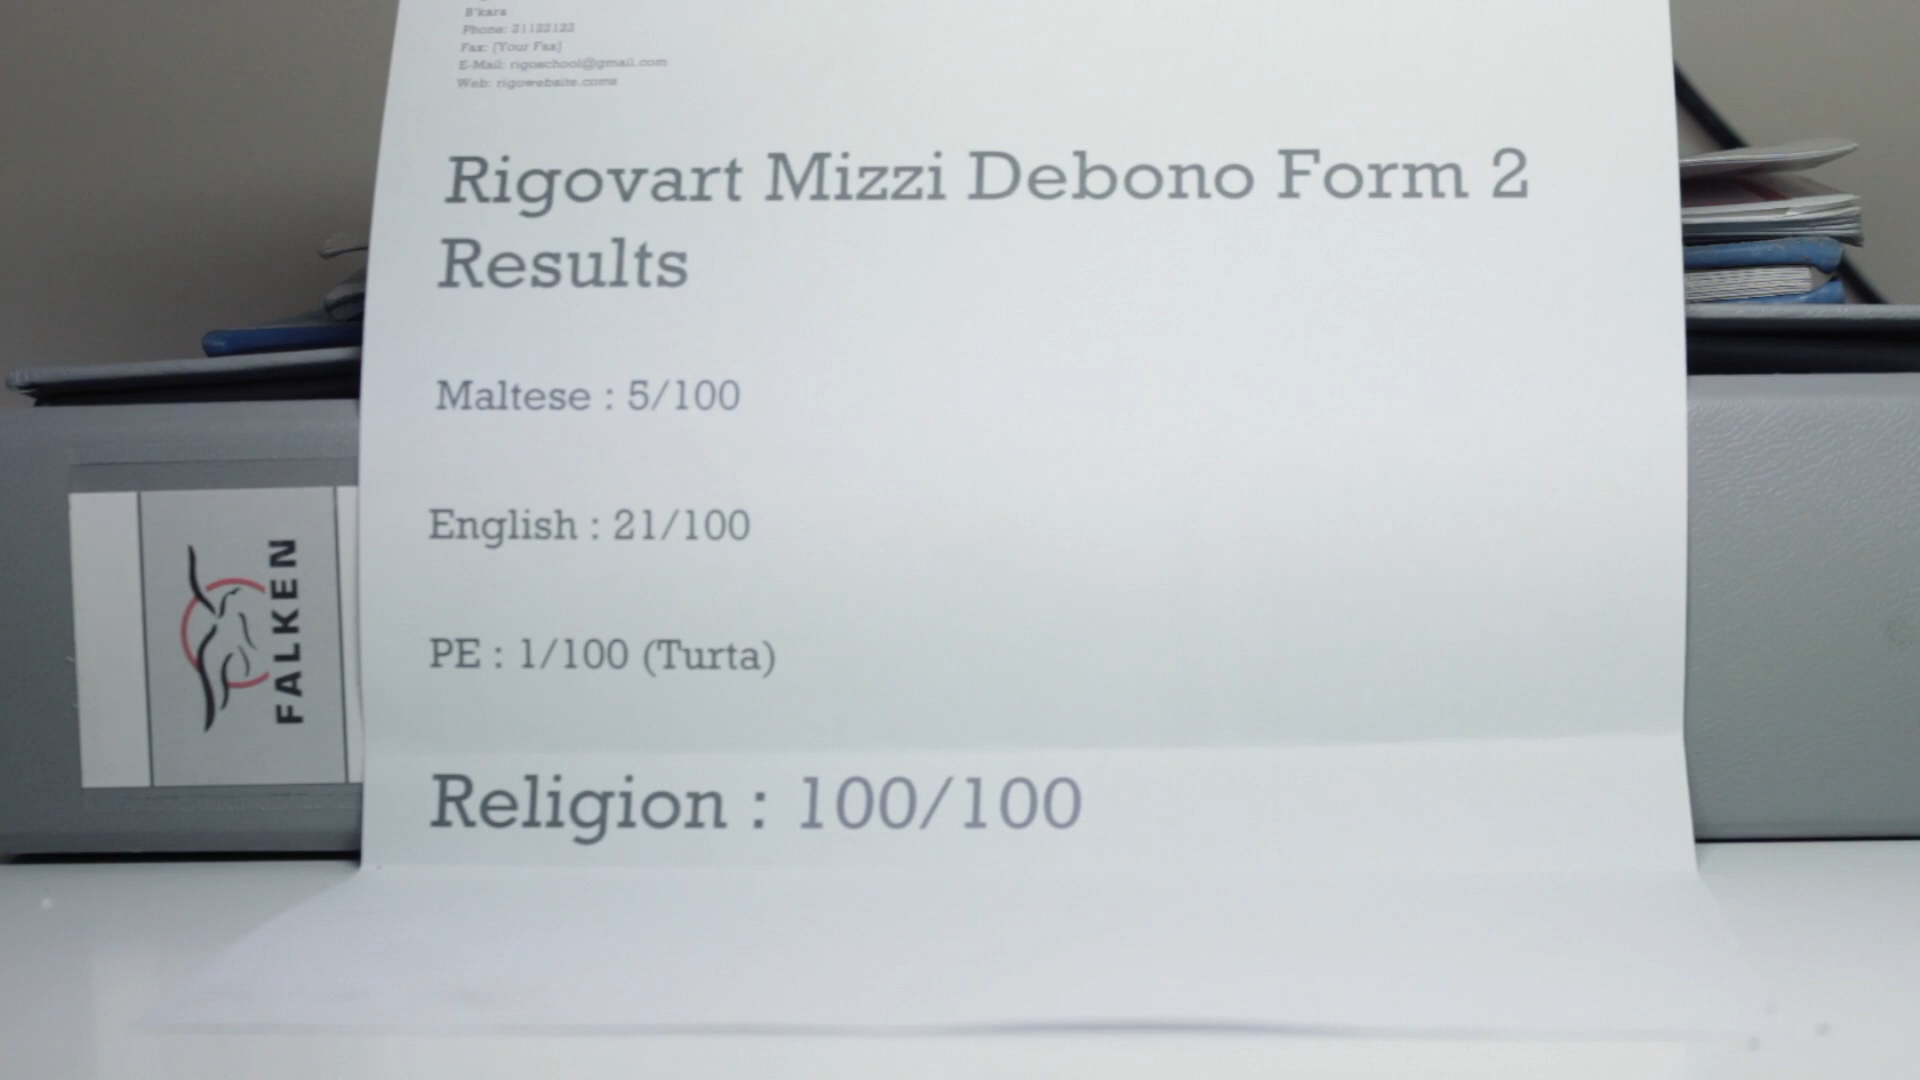 B'kara
Phone: 21122122
Fax: [Your Fax]
E-Mail: rigoschool@gmail.com
Web: rigowebsite.coms
Rigovart Mizzi Debono Form 2
Results
Maltese : 5/100
English : 21/100
PE : 1/100 (Turta)
Religion : 100/100
FALKEN